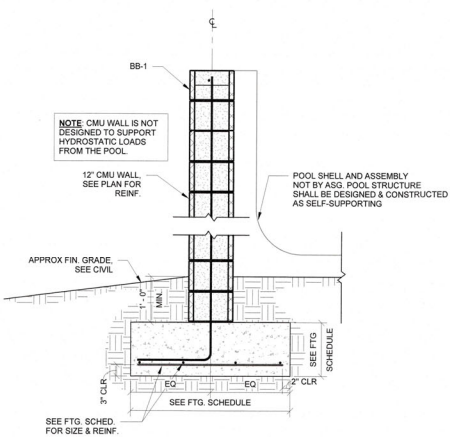 ℄
BB-1
NOTE: CMU WALL IS NOT
DESIGNED TO SUPPORT
HYDROSTATIC LOADS
FROM THE POOL.
12" CMU WALL,
SEE PLAN FOR
REINF.
POOL SHELL AND ASSEMBLY
NOT BY ASG. POOL STRUCTURE
SHALL BE DESIGNED & CONSTRUCTED
AS SELF-SUPPORTING
APPROX FIN. GRADE,
SEE CIVIL
1' - 0"
MIN.
SEE FTG
SCHEDULE
3" CLR
EQ
EQ
2" CLR
SEE FTG. SCHEDULE
SEE FTG. SCHED.
FOR SIZE & REINF.